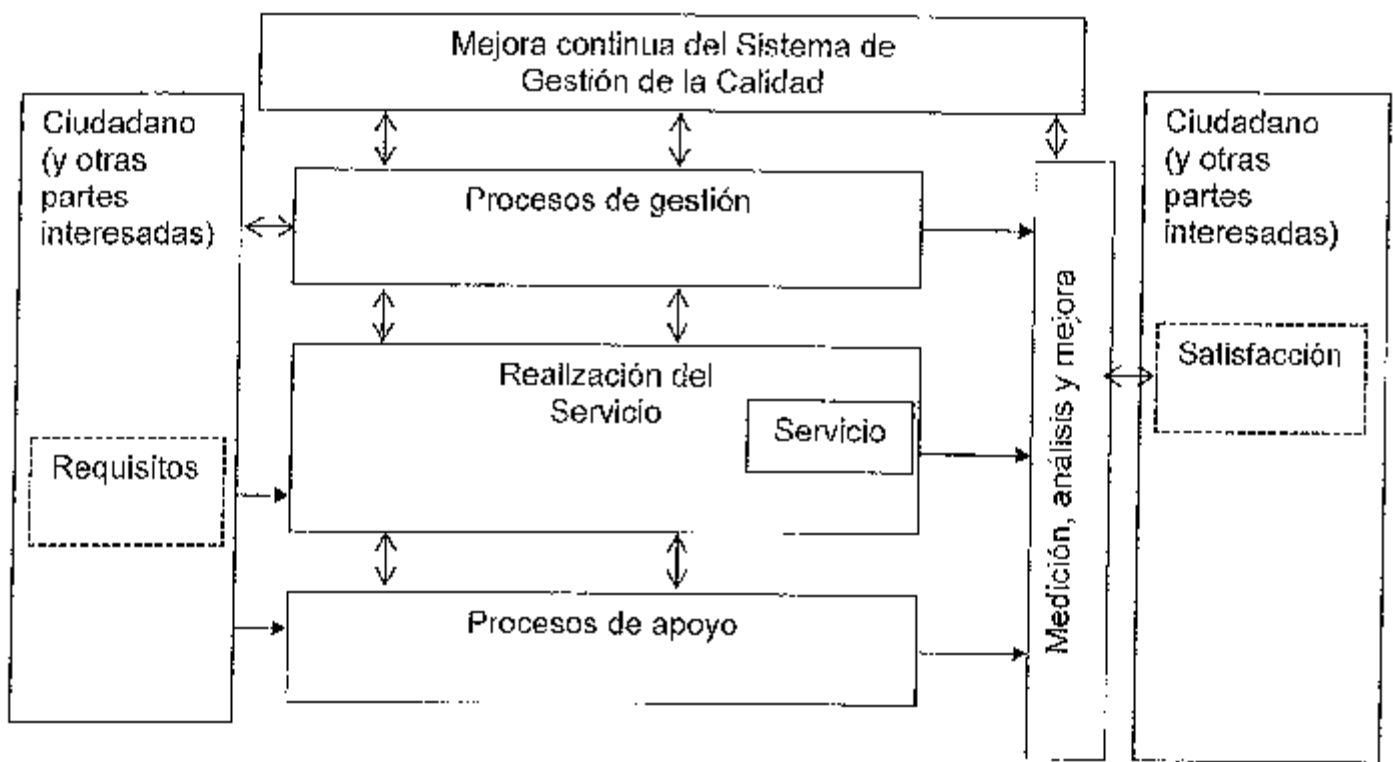 Mejora continua del Sistema de
Gestión de la Calidad
Ciudadano
(y otras
partes
interesadas)
Requisitos
Procesos de gestión
Realización del
Servicio
Servicio
Procesos de apoyo
Medición, análisis y mejora
Ciudadano
(y otras
partes
interesadas)
Satisfacción